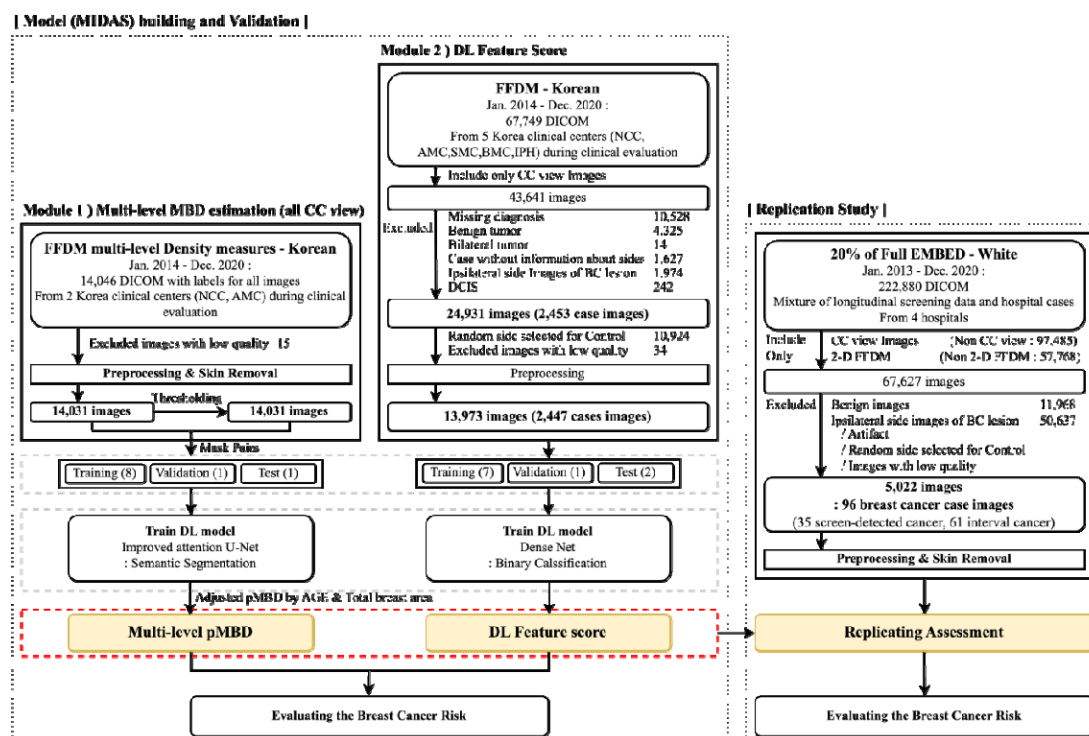 | Model (MIDAS) building and Validation |
Module 2 ) DL Feature Score
FFDM - Korean
Jan. 2014 - Dec. 2020 :
67,749 DICOM
From 5 Korea clinical centers (NCC,
AMC,SMC,BMC,IPH) during clinical
evaluation
Include only CC view Images
43,641 images
Excluded
Missing diagnosis 10,528
Benign tumor 4,325
Bilateral tumor 14
Case without information about sides 1,627
Ipsilateral side Images of BC lesion 1,974
DCIS 242
24,931 images (2,453 case images)
Random side selected for Control 10,924
Excluded images with low quality 34
Preprocessing
13,973 images (2,447 cases images)
Training (7) Validation (1) Test (2)
Train DL model
Dense Net
: Binary Calssification
DL Feature score
Module 1 ) Multi-level MBD estimation (all CC view)
FFDM multi-level Density measures - Korean
Jan. 2014 - Dec. 2020 :
14,046 DICOM with labels for all images
From 2 Korea clinical centers (NCC, AMC) during clinical
evaluation
Excluded images with low quality 15
Preprocessing & Skin Removal
14,031 images Thresholding 14,031 images
Mask Pairs
Training (8) Validation (1) Test (1)
Train DL model
Improved attention U-Net
: Semantic Segmentation
Adjusted pMBD by AGE & Total breast area
Multi-level pMBD
Evaluating the Breast Cancer Risk
| Replication Study |
20% of Full EMBED - White
Jan. 2013 - Dec. 2020 :
222,880 DICOM
Mixture of longitudinal screening data and hospital cases
From 4 hospitals
Include CC view Images (Non CC view : 97,485)
Only 2-D FTDM (Non 2-D FTDM : 57,768)
67,627 images
Excluded
Benign images 11,968
Ipsilateral side images of BC lesion 50,637
/ Artifact
/ Random side selected for Control
/ Images with low quality
5,022 images
: 96 breast cancer case images
(35 screen-detected cancer, 61 interval cancer)
Preprocessing & Skin Removal
Replicating Assessment
Evaluating the Breast Cancer Risk